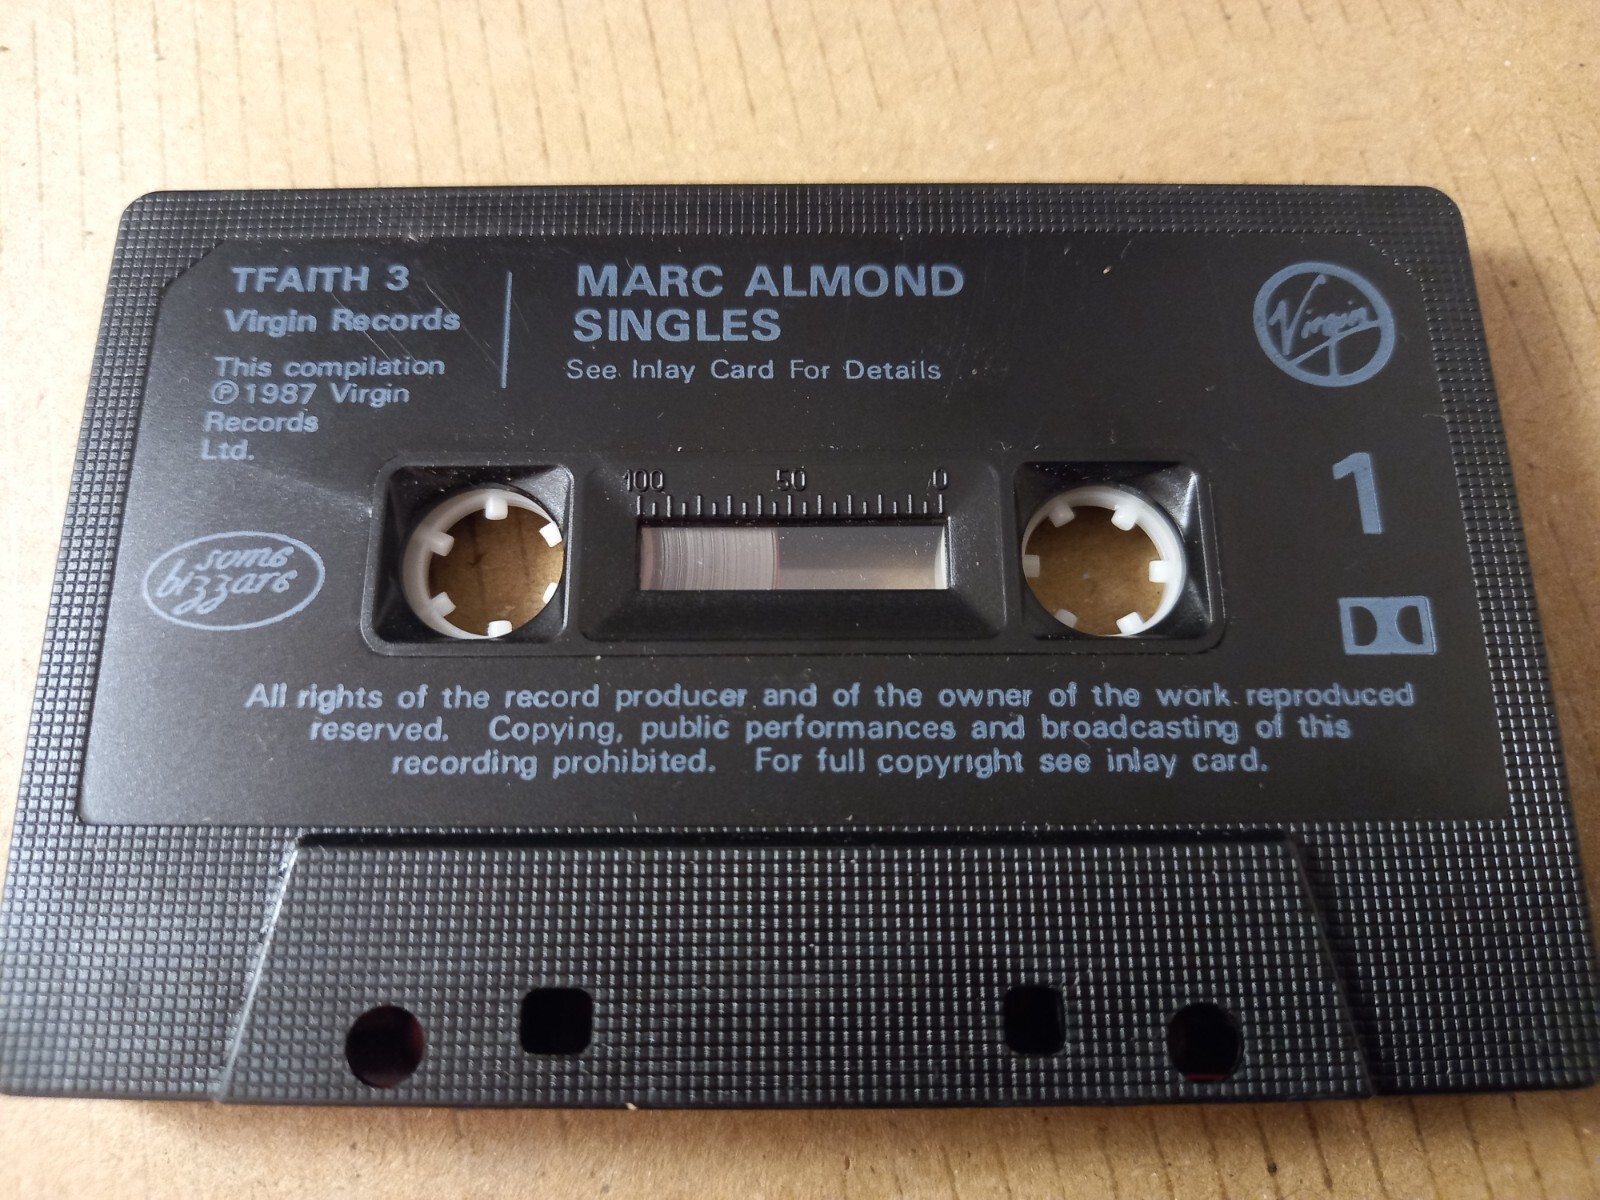 TFAITH 3
Virgin Records
This compilation
Ⓟ 1987 Virgin
Records
Ltd.
MARC ALMOND
SINGLES
See Inlay Card For Details
Virgin
100 50 0
1
some
bizzare
All rights of the record producer and of the owner of the work reproduced
reserved. Copying, public performances and broadcasting of this
recording prohibited. For full copyright see inlay card.